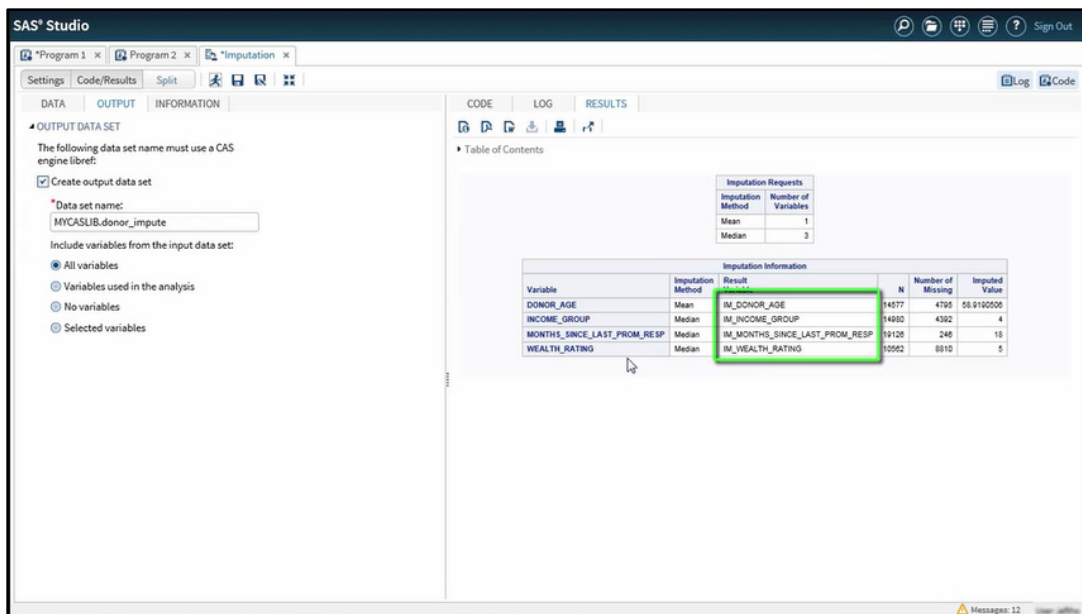 SAS® Studio
Sign Out
*Program 1 x
Program 2 x
*Imputation x
Settings Code/Results Split
Log Code
DATA OUTPUT INFORMATION
OUTPUT DATA SET
The following data set name must use a CAS
engine libref:
Create output data set
*Data set name:
MYCASLIB.donor_impute
Include variables from the input data set:
All variables
Variables used in the analysis
No variables
Selected variables
CODE LOG RESULTS
Table of Contents
Imputation Requests
Imputation Method Number of Variables
Mean 1
Median 3
Imputation Information
Variable Imputation Method Result N Number of Missing Imputed Value
DONOR_AGE Mean IM_DONOR_AGE 14577 4795 58.9190506
INCOME_GROUP Median IM_INCOME_GROUP 14980 4392 4
MONTHS_SINCE_LAST_PROM_RESP Median IM_MONTHS_SINCE_LAST_PROM_RESP 19126 246 18
WEALTH_RATING Median IM_WEALTH_RATING 10562 8810 5
Messages: 12